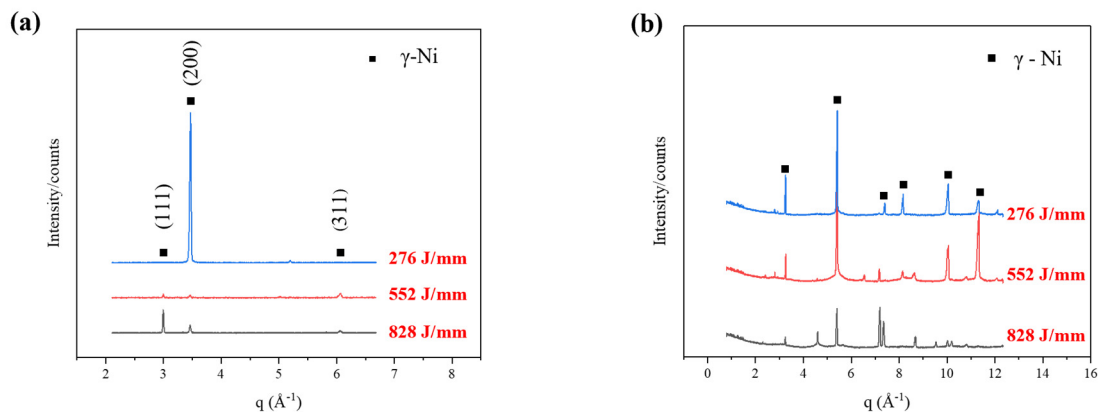 (a)
(200)
■ γ-Ni
(111)
(311)
276 J/mm
552 J/mm
828 J/mm
Intensity/counts
2 3 4 5 6 7 8
q (Å⁻¹)
(b)
■ γ - Ni
276 J/mm
552 J/mm
828 J/mm
Intensity/counts
0 2 4 6 8 10 12 14 16
q (Å⁻¹)